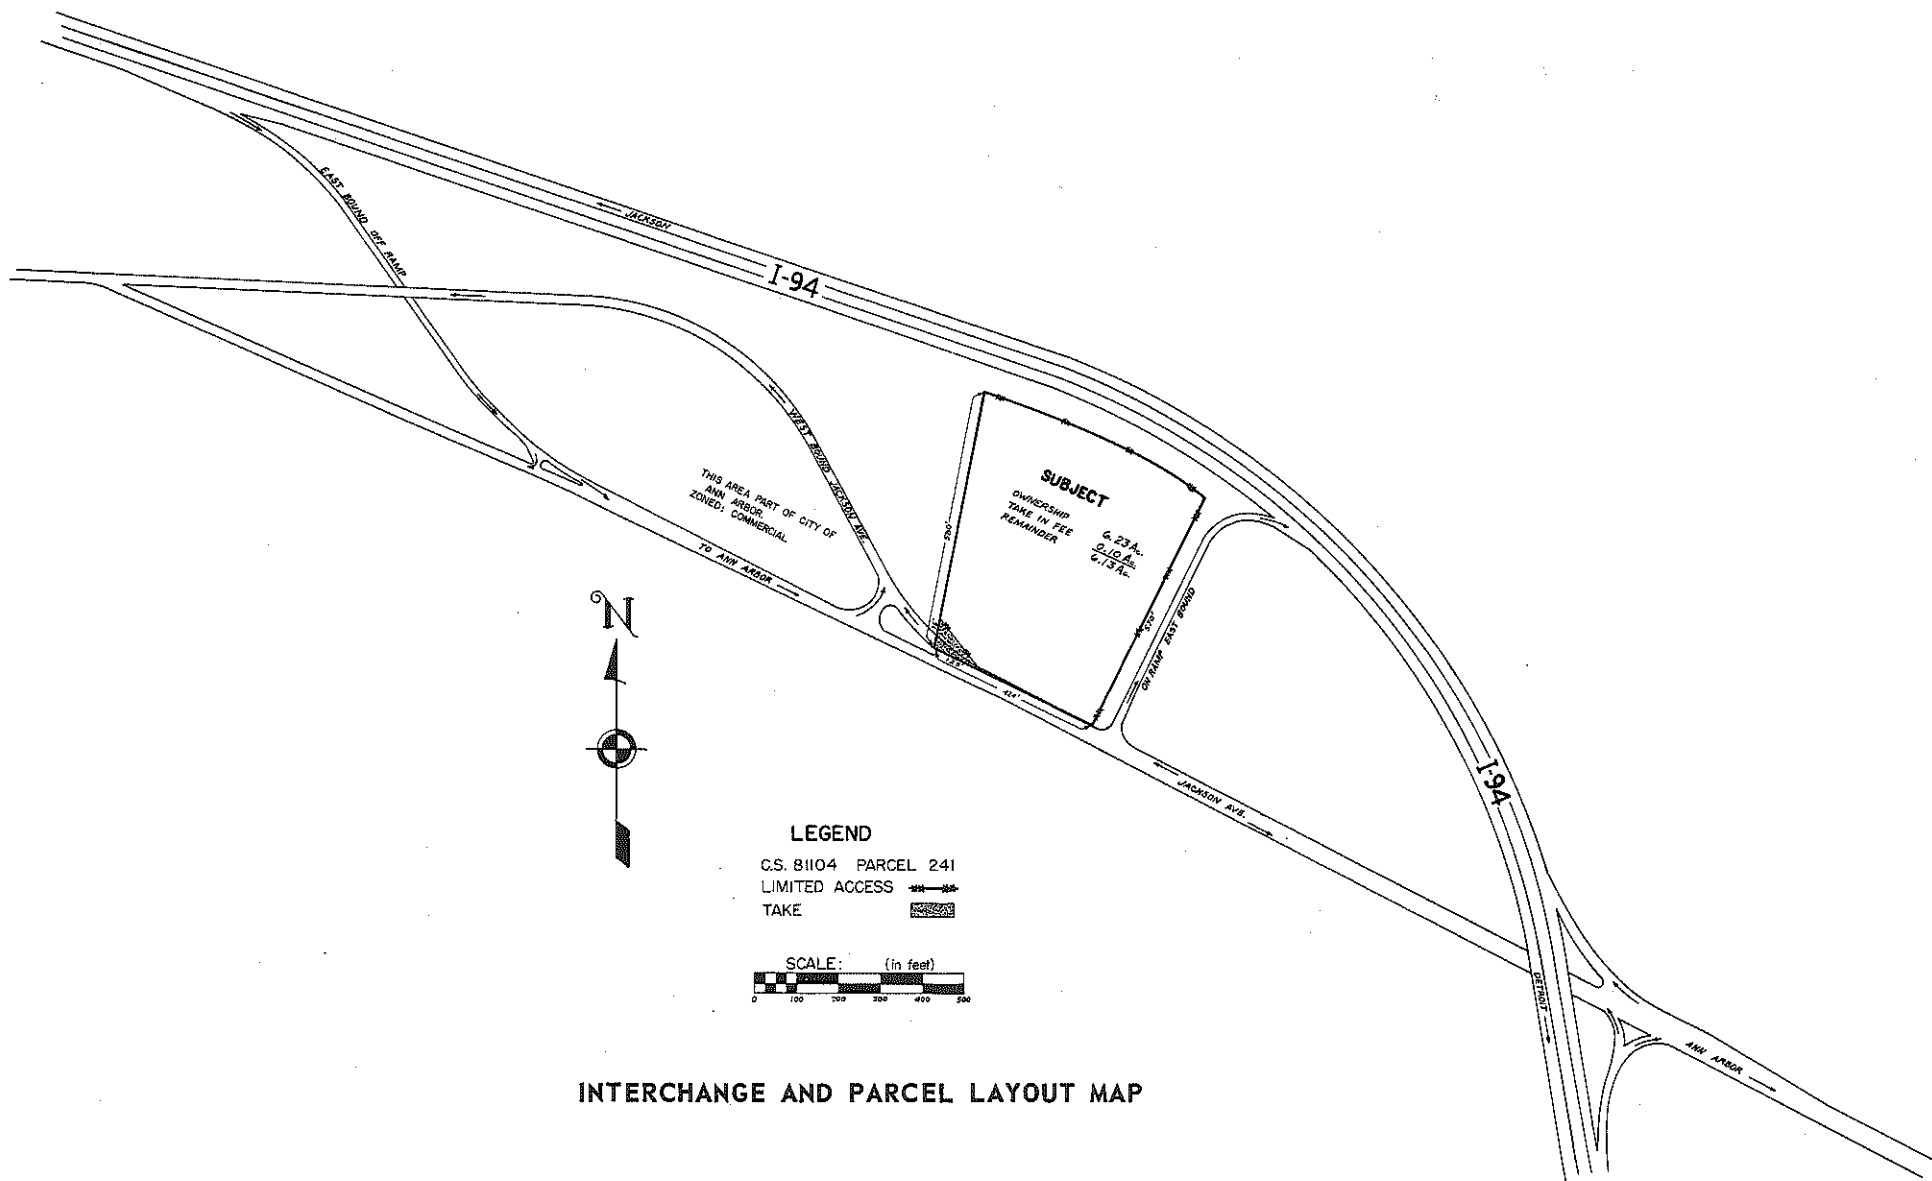 EAST BOUND OFF RAMP
JACKSON
I-94
WEST BOUND JACKSON AVE.
THIS AREA PART OF CITY OF
ANN ARBOR.
ZONED: COMMERCIAL
TO ANN ARBOR
SUBJECT
OWNERSHIP 6.23 Ac.
TAKE IN FEE 0.10 Ac.
REMAINDER 6.13 Ac.
570'
ON RAMP EAST BOUND
424'
JACKSON AVE.
I-94
DETROIT
ANN ARBOR
N
LEGEND
C.S. 81104 PARCEL 241
LIMITED ACCESS
TAKE
SCALE: (in feet)
0 100 200 300 400 500
INTERCHANGE AND PARCEL LAYOUT MAP